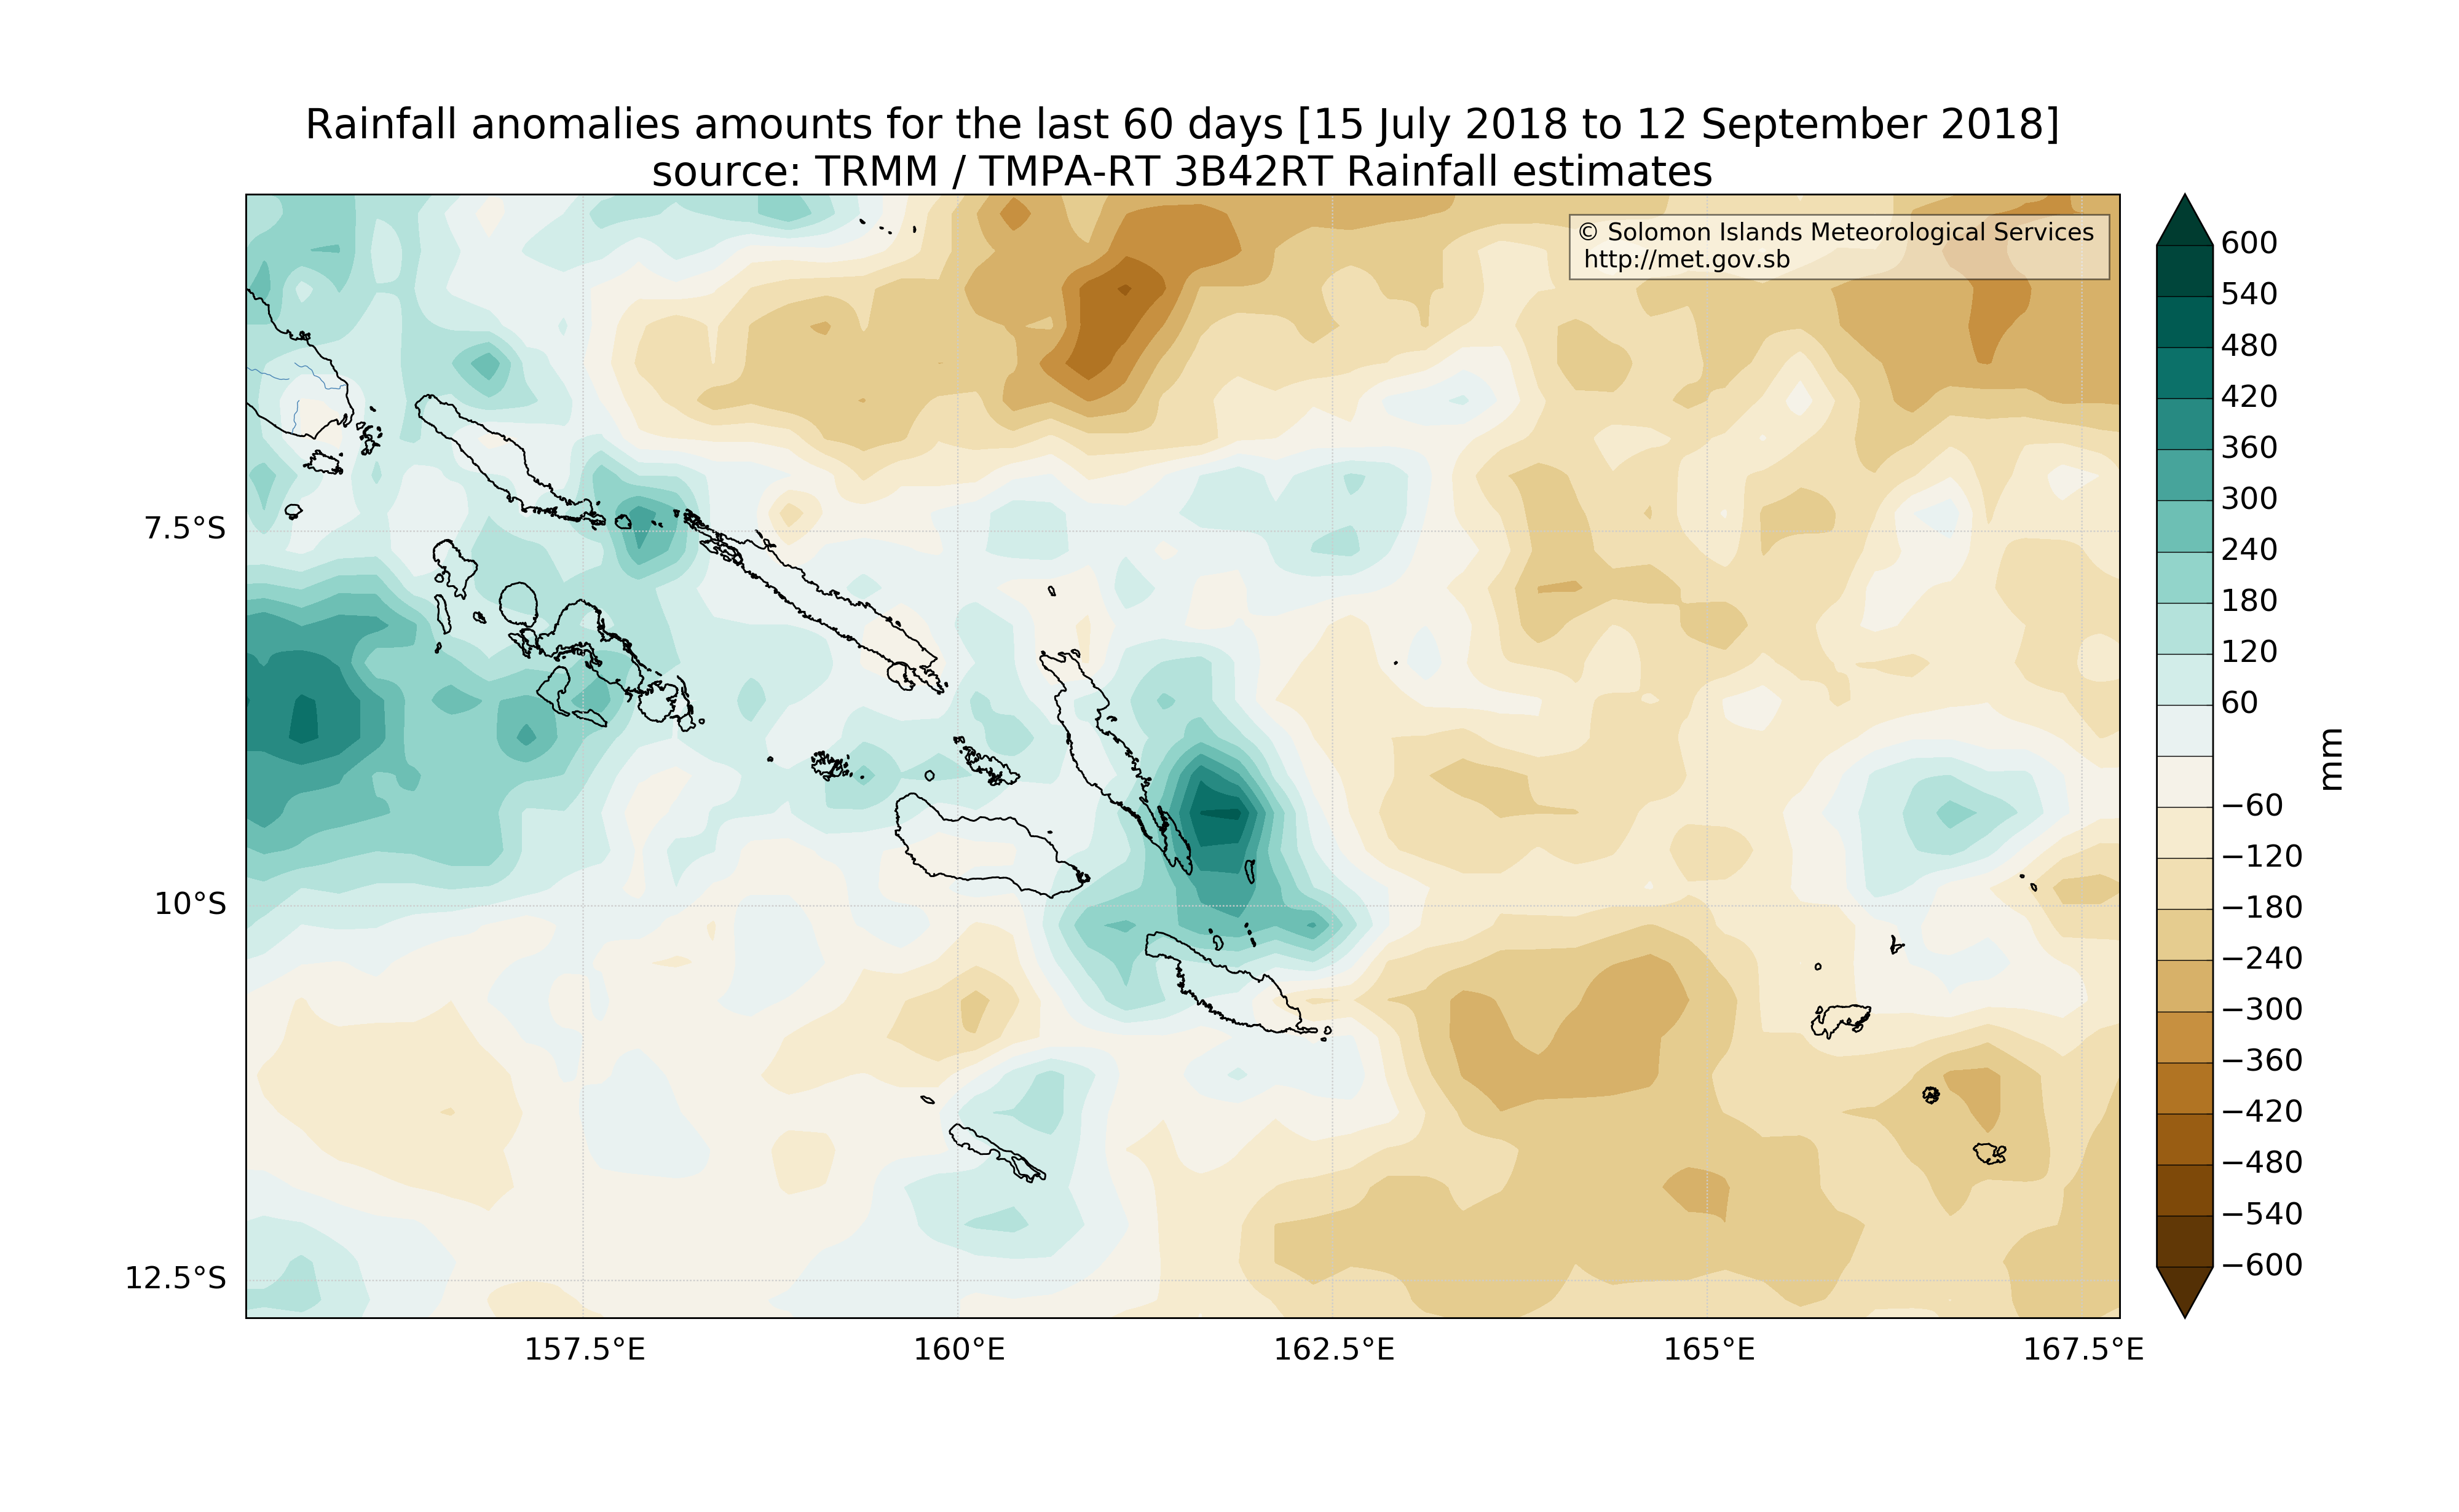 Rainfall anomalies amounts for the last 60 days [15 July 2018 to 12 September 2018]
source: TRMM / TMPA-RT 3B42RT Rainfall estimates
© Solomon Islands Meteorological Services
http://met.gov.sb
7.5°S
10°S
12.5°S
157.5°E
160°E
162.5°E
165°E
167.5°E
600
540
480
420
360
300
240
180
120
60
−60
−120
−180
−240
−300
−360
−420
−480
−540
−600
mm